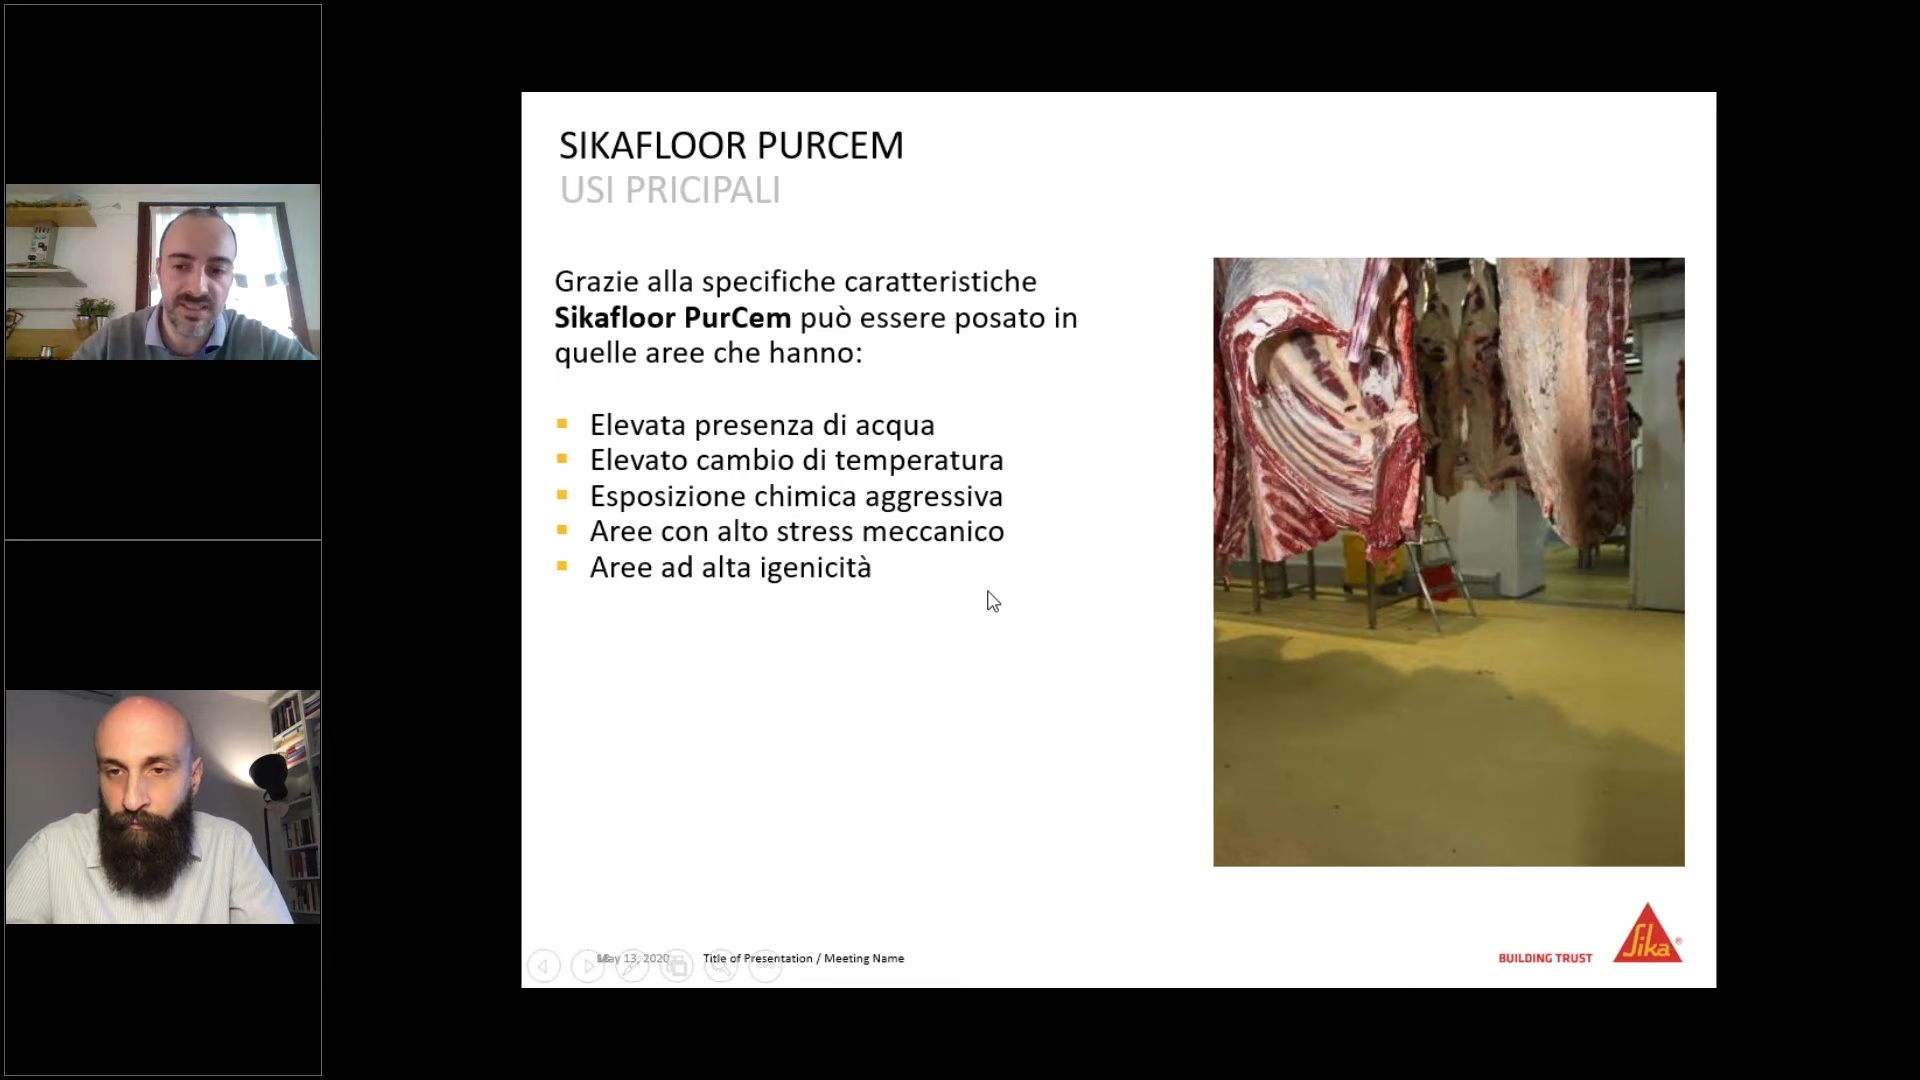 SIKAFLOOR PURCEM
USI PRICIPALI
Grazie alla specifiche caratteristiche
Sikafloor PurCem può essere posato in
quelle aree che hanno:
Elevata presenza di acqua
Elevato cambio di temperatura
Esposizione chimica aggressiva
Aree con alto stress meccanico
Aree ad alta igenicità
May 13, 2020
Title of Presentation / Meeting Name
BUILDING TRUST
Sika®